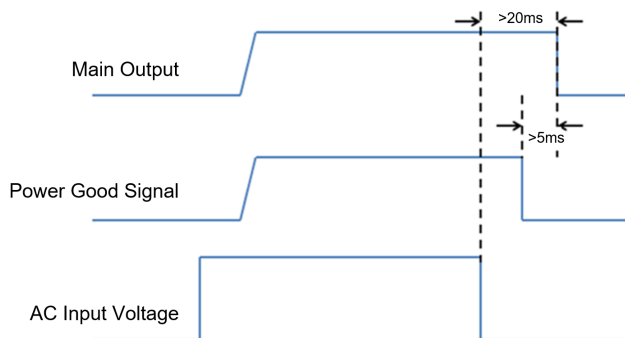 >20ms
Main Output
>5ms
Power Good Signal
AC Input Voltage